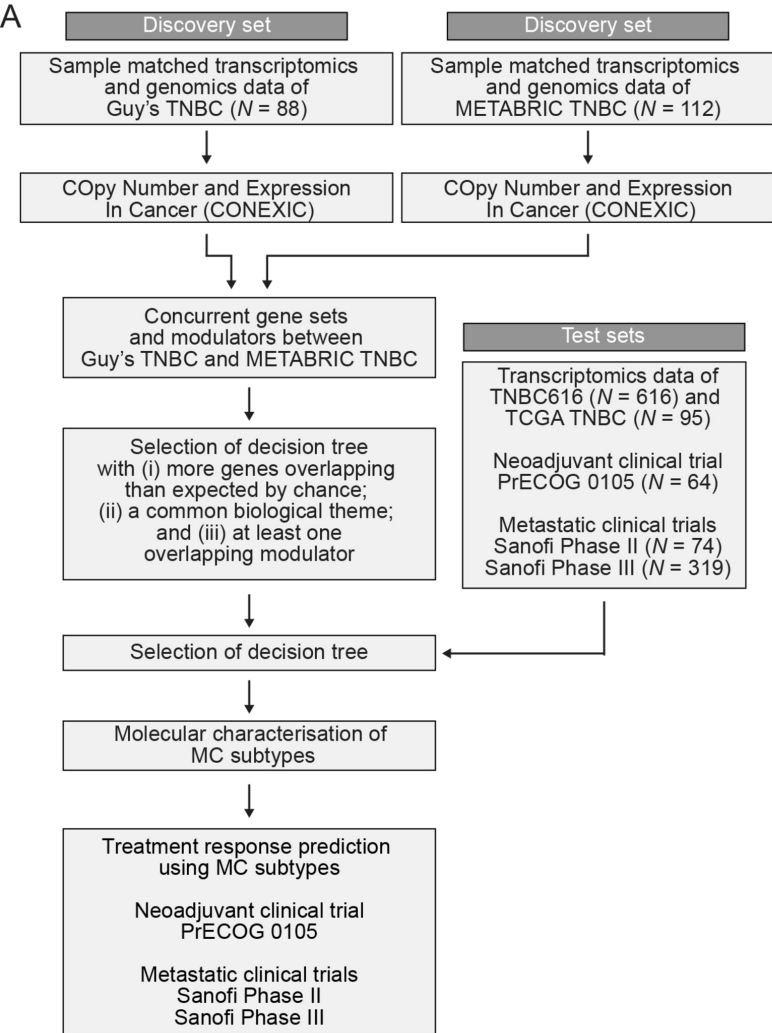 A
Discovery set
Sample matched transcriptomics
and genomics data of
Guy's TNBC (N = 88)
COpy Number and Expression
In Cancer (CONEXIC)
Discovery set
Sample matched transcriptomics
and genomics data of
METABRIC TNBC (N = 112)
COpy Number and Expression
In Cancer (CONEXIC)
Concurrent gene sets
and modulators between
Guy's TNBC and METABRIC TNBC
Selection of decision tree
with (i) more genes overlapping
than expected by chance;
(ii) a common biological theme;
and (iii) at least one
overlapping modulator
Test sets
Transcriptomics data of
TNBC616 (N = 616) and
TCGA TNBC (N = 95)
Neoadjuvant clinical trial
PrECOG 0105 (N = 64)
Metastatic clinical trials
Sanofi Phase II (N = 74)
Sanofi Phase III (N = 319)
Selection of decision tree
Molecular characterisation of
MC subtypes
Treatment response prediction
using MC subtypes
Neoadjuvant clinical trial
PrECOG 0105
Metastatic clinical trials
Sanofi Phase II
Sanofi Phase III